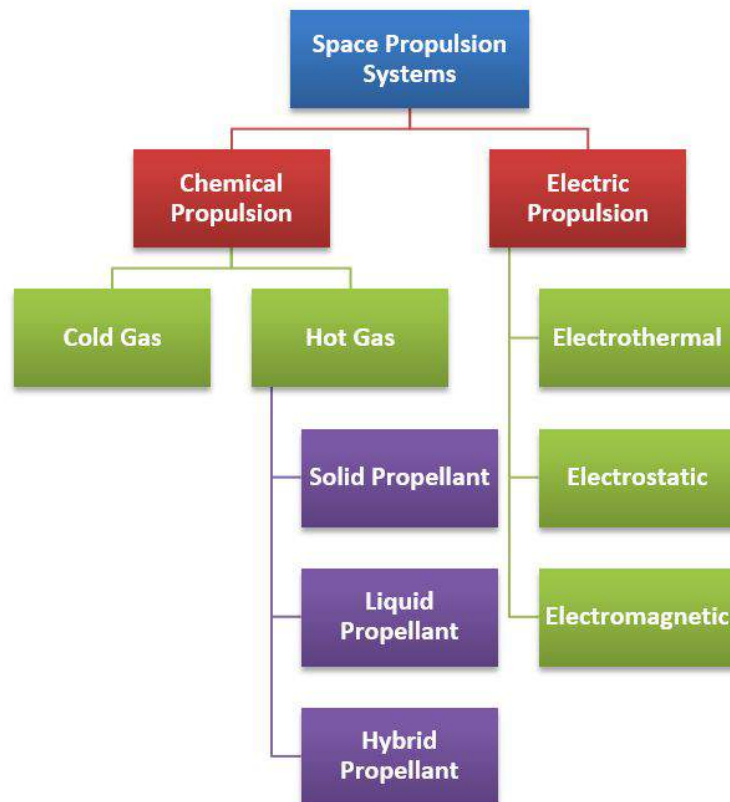 Space Propulsion
Systems
Chemical
Propulsion
Electric
Propulsion
Cold Gas
Hot Gas
Electrothermal
Solid Propellant
Electrostatic
Liquid
Propellant
Electromagnetic
Hybrid
Propellant